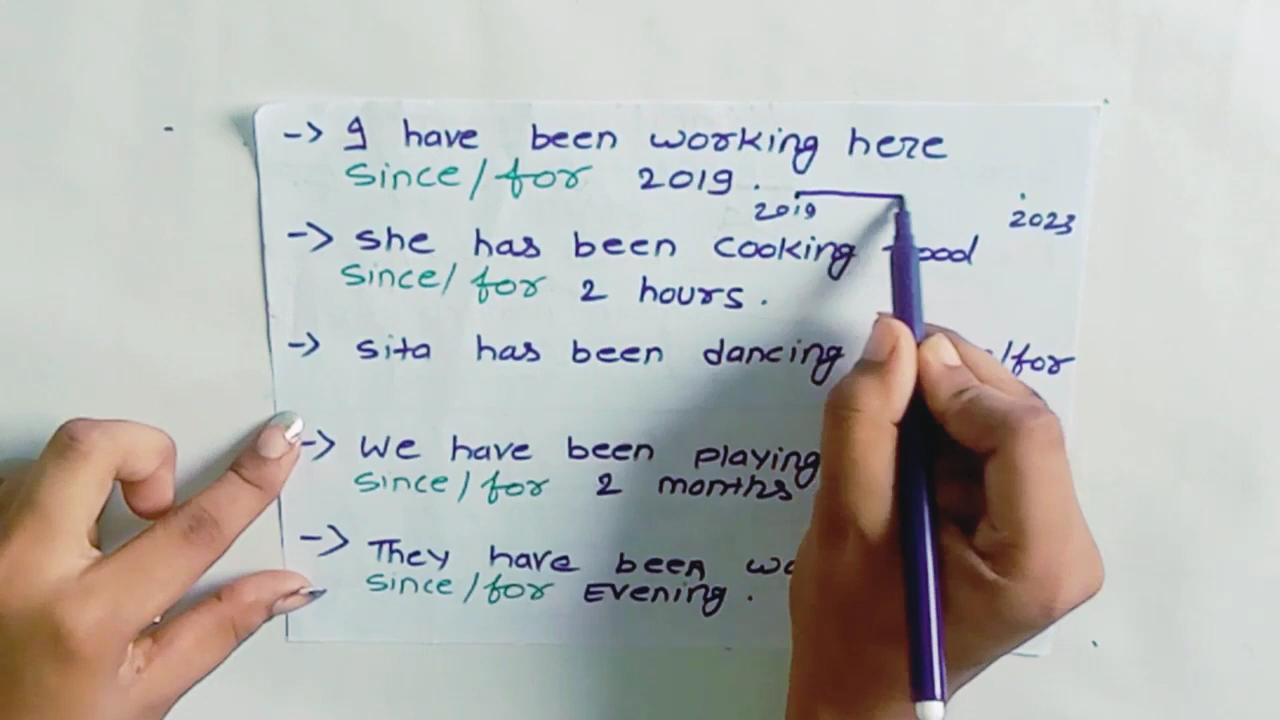 -> I have been working here
Since/for 2019.
2019
2023
-> she has been cooking food
Since/for 2 hours.
-> Sita has been dancing /for
-> We have been playing
Since/for 2 months
-> They have been
Since/for Evening.